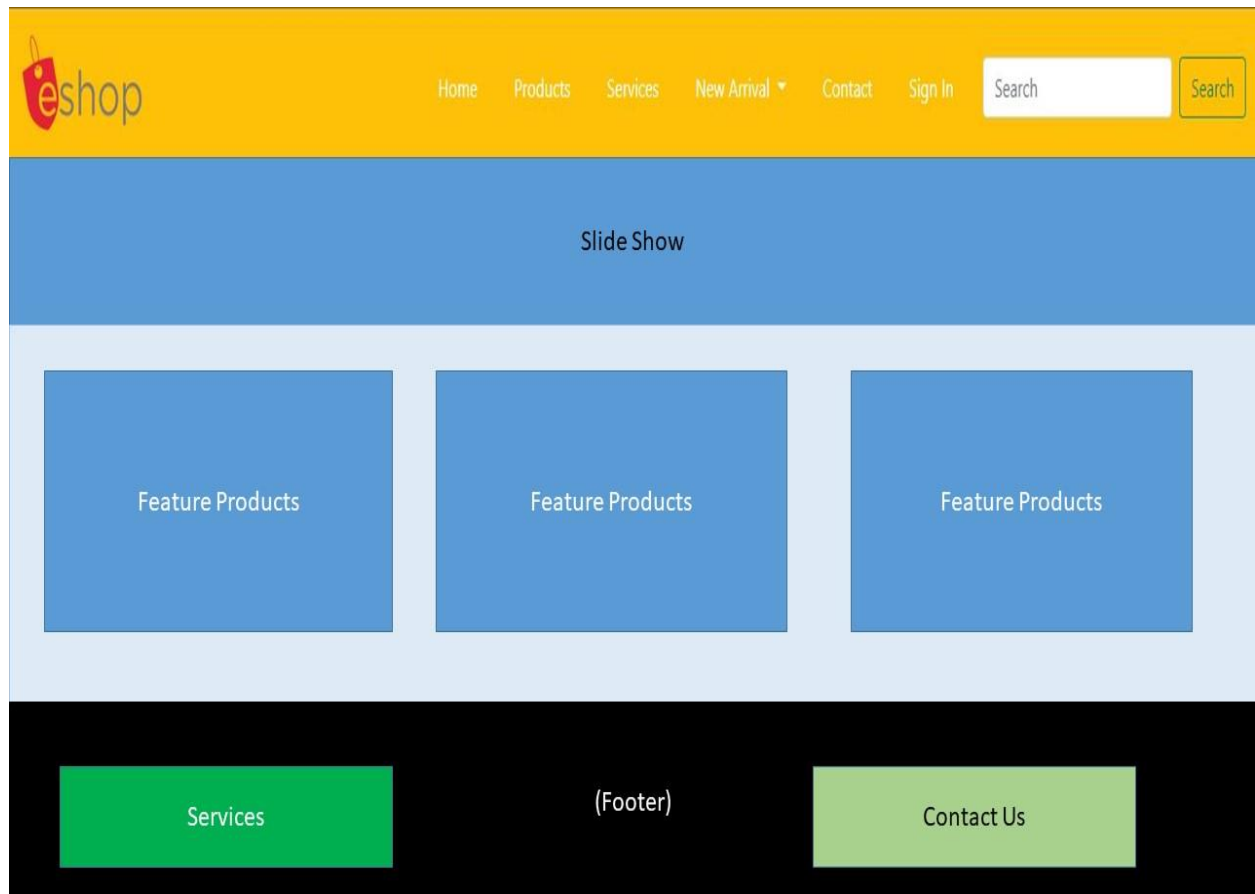 eshop
Home Products Services New Arrival Contact Sign In Search Search
Slide Show
Feature Products Feature Products Feature Products
Services (Footer) Contact Us